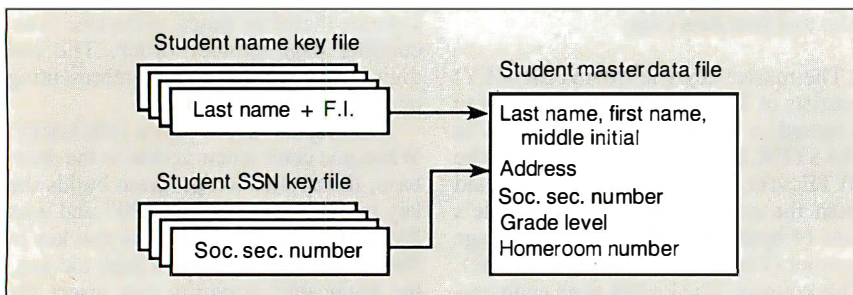 Student name key file
Last name + F.I.
Student SSN key file
Soc. sec. number
Student master data file
Last name, first name,
middle initial
Address
Soc. sec. number
Grade level
Homeroom number